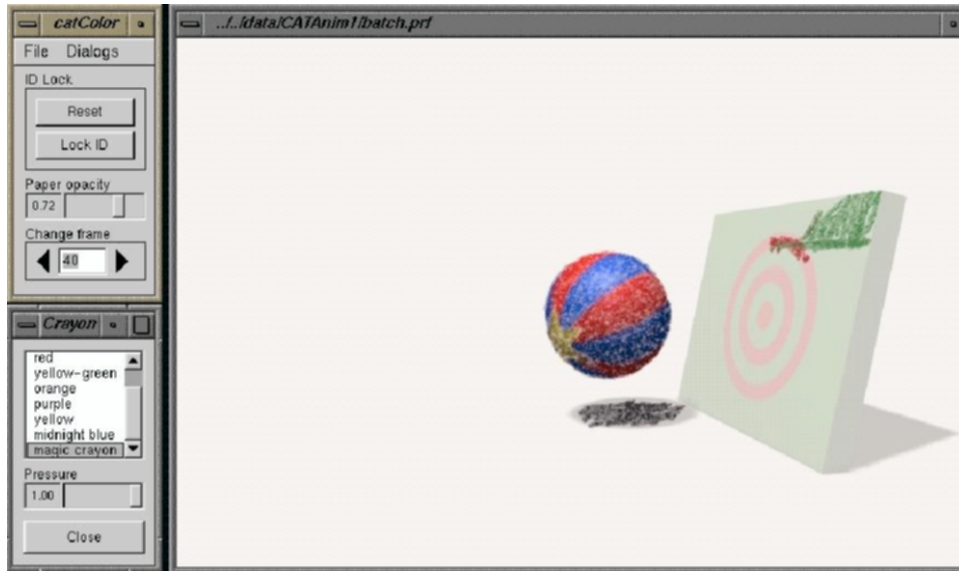 catColor
File Dialogs
ID Lock
Reset
Lock ID
Paper opacity
0.72
Change frame
40
Crayon
red
yellow-green
orange
purple
yellow
midnight blue
magic crayon
Pressure
1.00
Close
../../data/CATAnim1/batch.prf